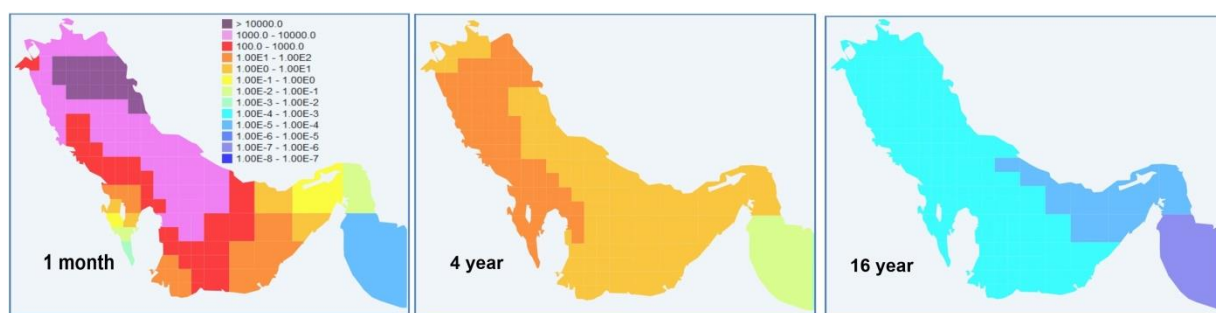 > 10000.0
1000.0 - 10000.0
100.0 - 1000.0
1.00E1 - 1.00E2
1.00E0 - 1.00E1
1.00E-1 - 1.00E0
1.00E-2 - 1.00E-1
1.00E-3 - 1.00E-2
1.00E-4 - 1.00E-3
1.00E-5 - 1.00E-4
1.00E-6 - 1.00E-5
1.00E-7 - 1.00E-6
1.00E-8 - 1.00E-7
1 month
4 year
16 year